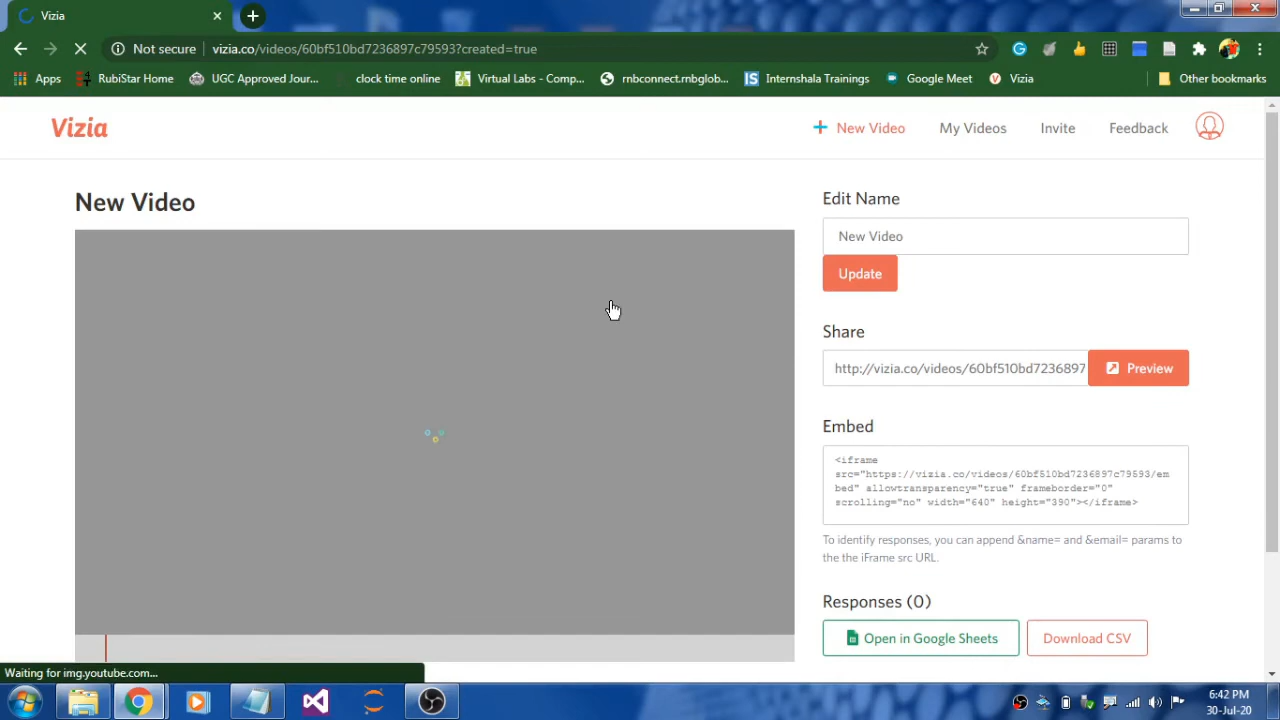 Vizia
Not secure
vizia.co/videos/60bf510bd7236897c79593?created=true
Apps
RubiStar Home
UGC Approved Jour...
clock time online
Virtual Labs - Comp...
rnbconnect.rnbglob...
IS
Internshala Trainings
Google Meet
Vizia
Other bookmarks
Vizia
New Video
My Videos
Invite
Feedback
New Video
Edit Name
New Video
Update
Share
http://vizia.co/videos/60bf510bd7236897
Preview
Embed
<iframe
src="https://vizia.co/videos/60bf510bd7236897c79593/em
bed" allowtransparency="true" frameborder="0"
scrolling="no" width="640" height="390"></iframe>
To identify responses, you can append &name= and &email= params to
the the iFrame src URL.
Responses (0)
Open in Google Sheets
Download CSV
Waiting for img.youtube.com...
6:42 PM
30-Jul-20